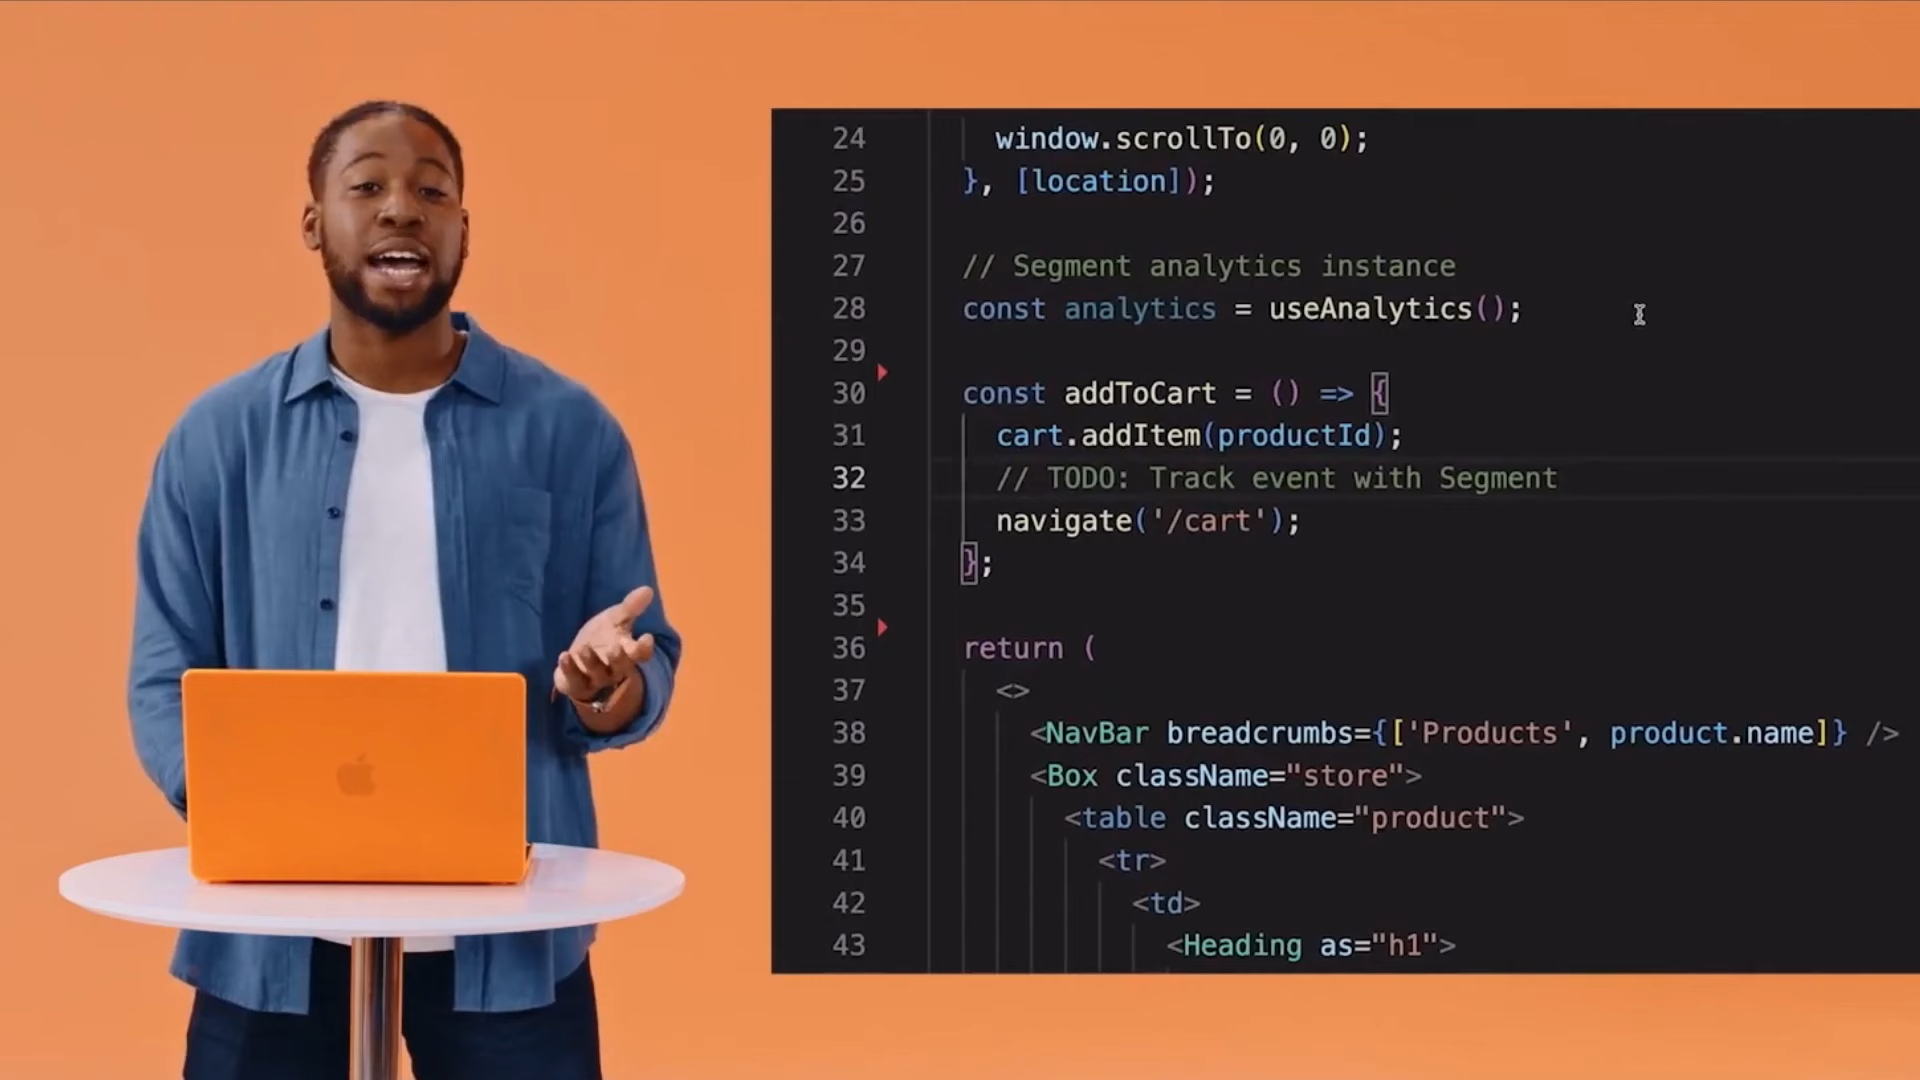 24 window.scrollTo(0, 0);
25 }, [location]);
26
27 // Segment analytics instance
28 const analytics = useAnalytics();
29
30 const addToCart = () => {
31 cart.addItem(productId);
32 // TODO: Track event with Segment
33 navigate('/cart');
34 };
35
36 return (
37 <>
38 <NavBar breadcrumbs={['Products', product.name]} />
39 <Box className="store">
40 <table className="product">
41 <tr>
42 <td>
43 <Heading as="h1">